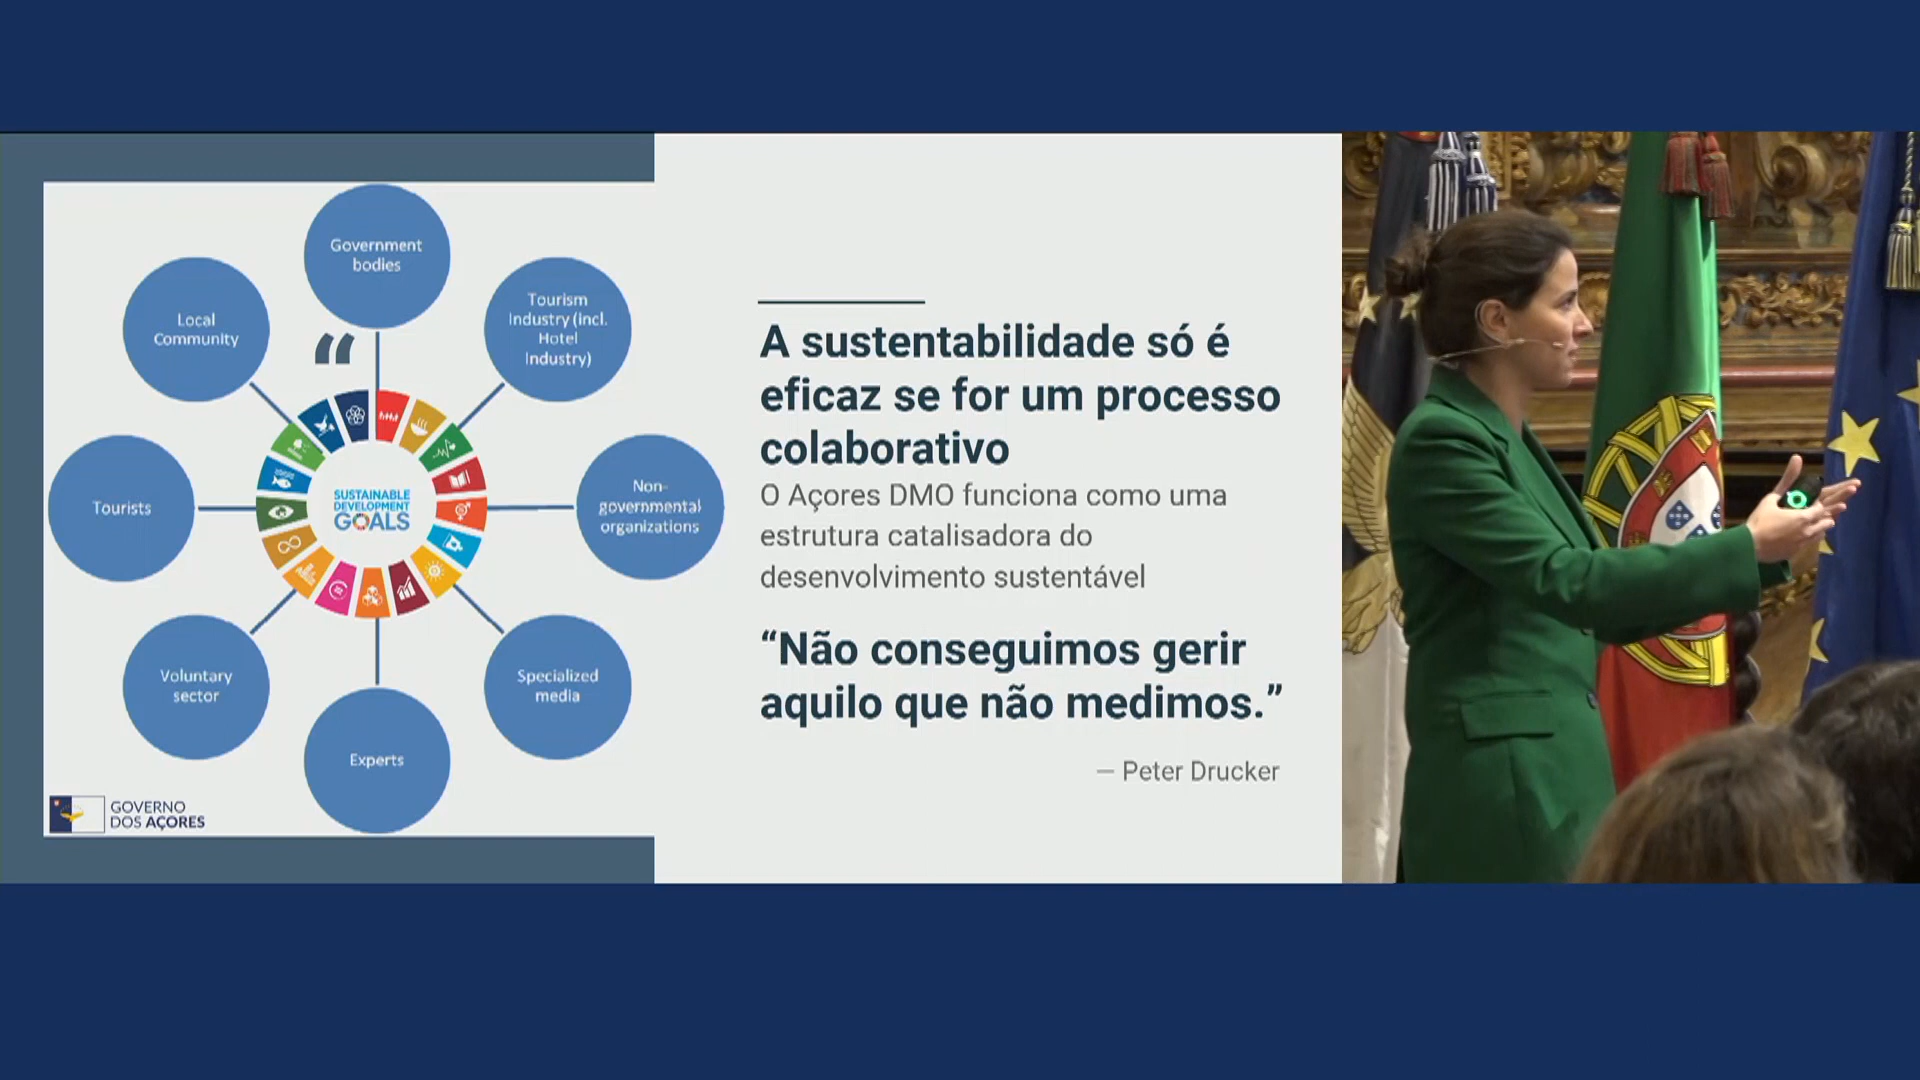 Government
bodies
Tourism
Industry (incl.
Hotel
Industry)
Local
Community
“
SUSTAINABLE
DEVELOPMENT
GOALS
Tourists
Non-
governmental
organizations
Voluntary
sector
Specialized
media
Experts
GOVERNO
DOS AÇORES
A sustentabilidade só é
eficaz se for um processo
colaborativo
O Açores DMO funciona como uma
estrutura catalisadora do
desenvolvimento sustentável
“Não conseguimos gerir
aquilo que não medimos.”
— Peter Drucker